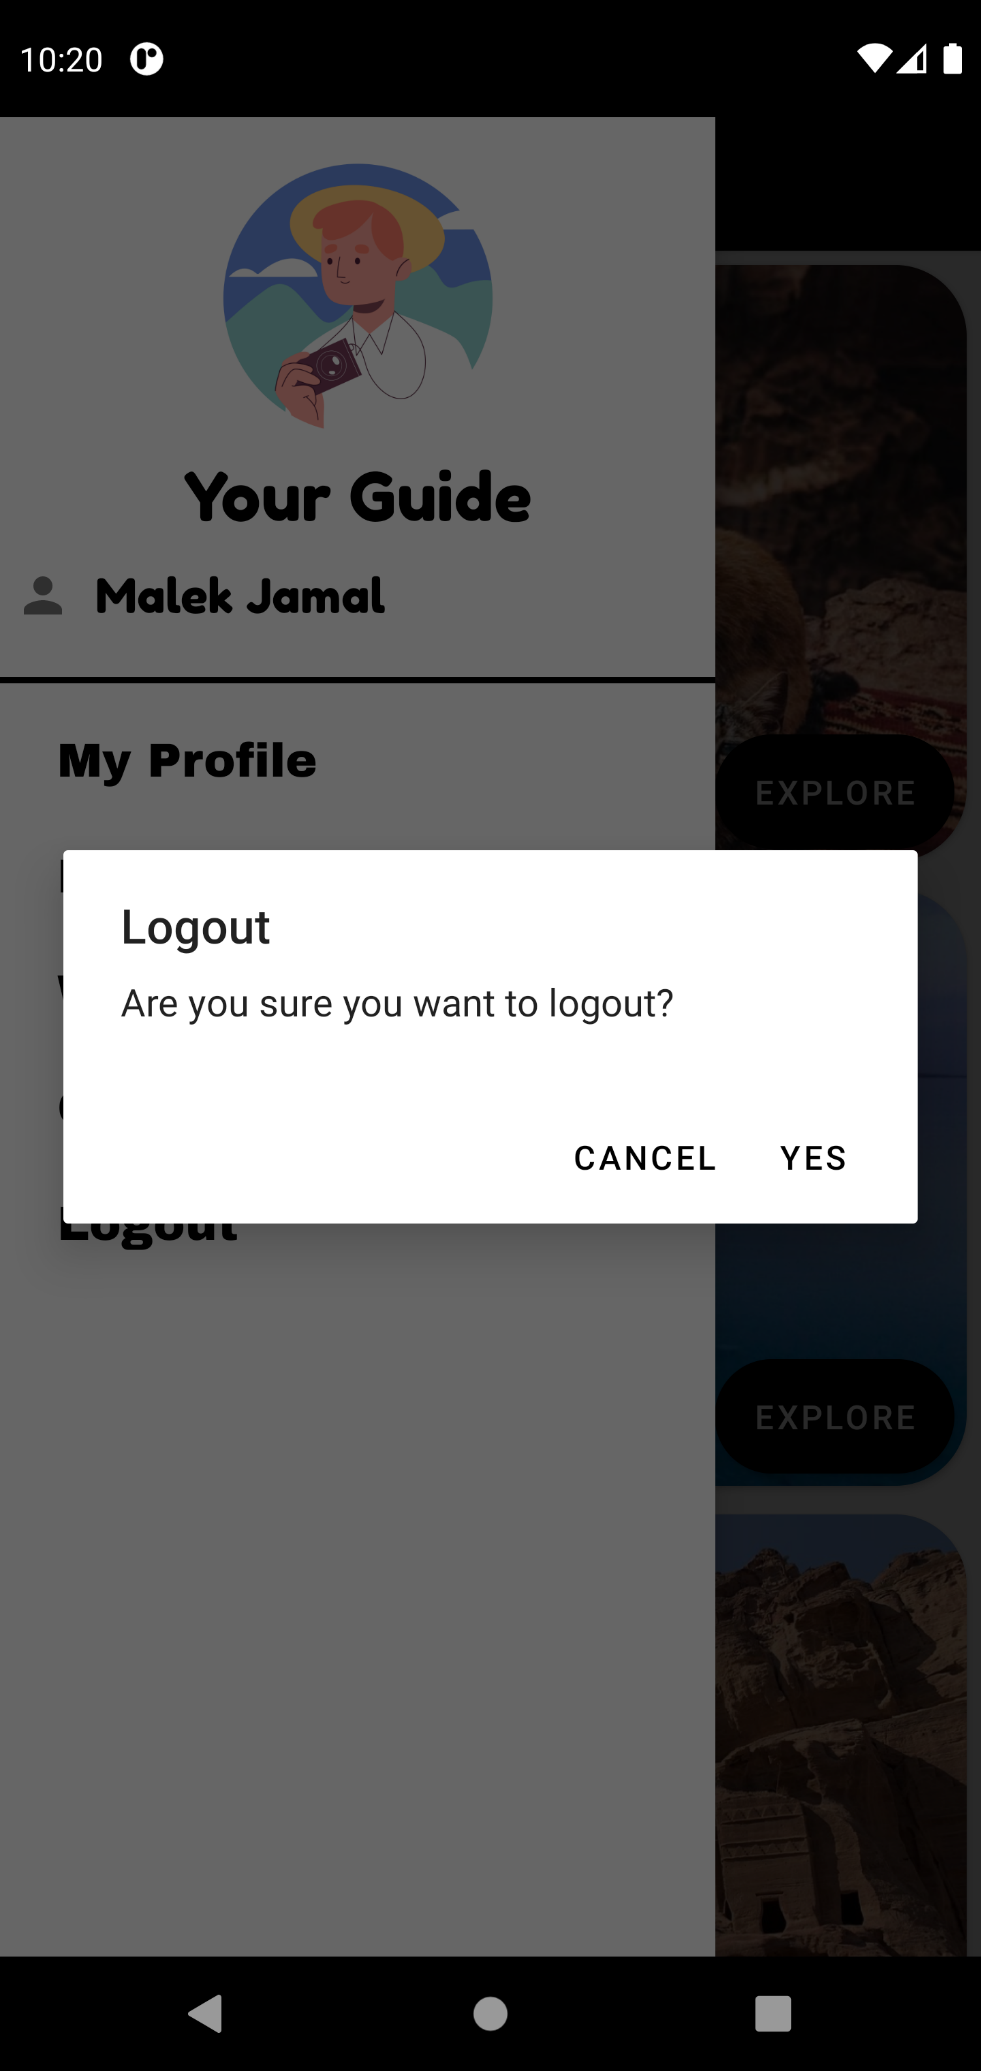 10:20
Your Guide
Malek Jamal
My Profile
EXPLORE
Logout
Are you sure you want to logout?
CANCEL YES
Logout
EXPLORE